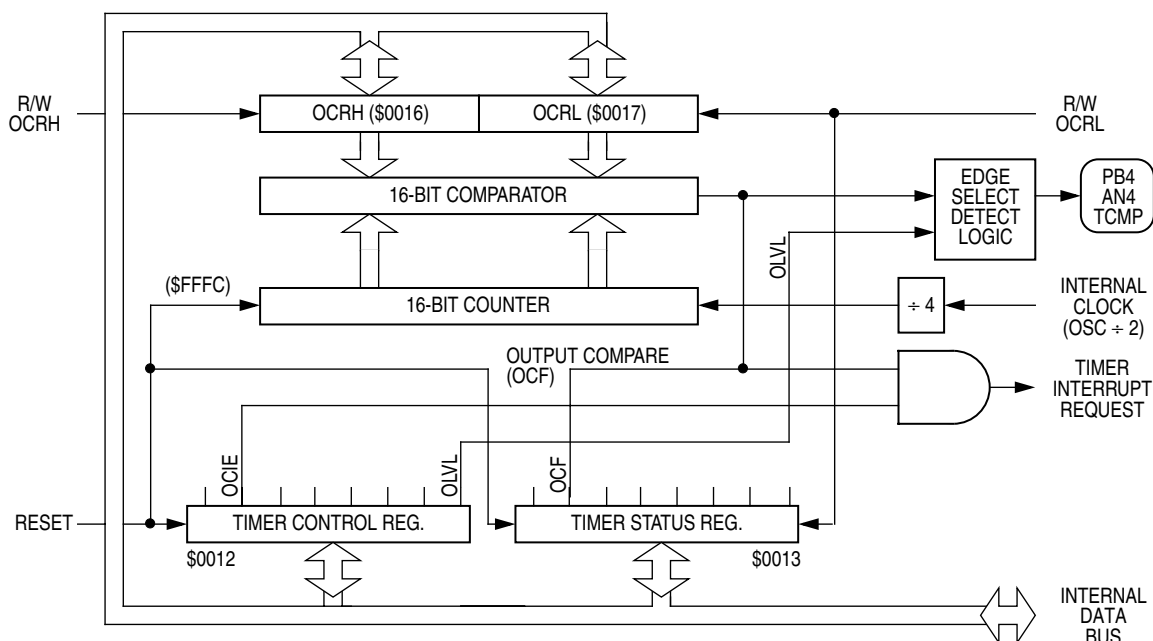 R/W
OCRH
OCRH ($0016)
OCRL ($0017)
R/W
OCRL
16-BIT COMPARATOR
EDGE
SELECT
DETECT
LOGIC
PB4
AN4
TCMP
OLVL
($FFFC)
16-BIT COUNTER
÷ 4
INTERNAL
CLOCK
(OSC ÷ 2)
OUTPUT COMPARE
(OCF)
TIMER
INTERRUPT
REQUEST
OCIE
OLVL
OCF
RESET
TIMER CONTROL REG.
TIMER STATUS REG.
$0012
$0013
INTERNAL
DATA
BUS